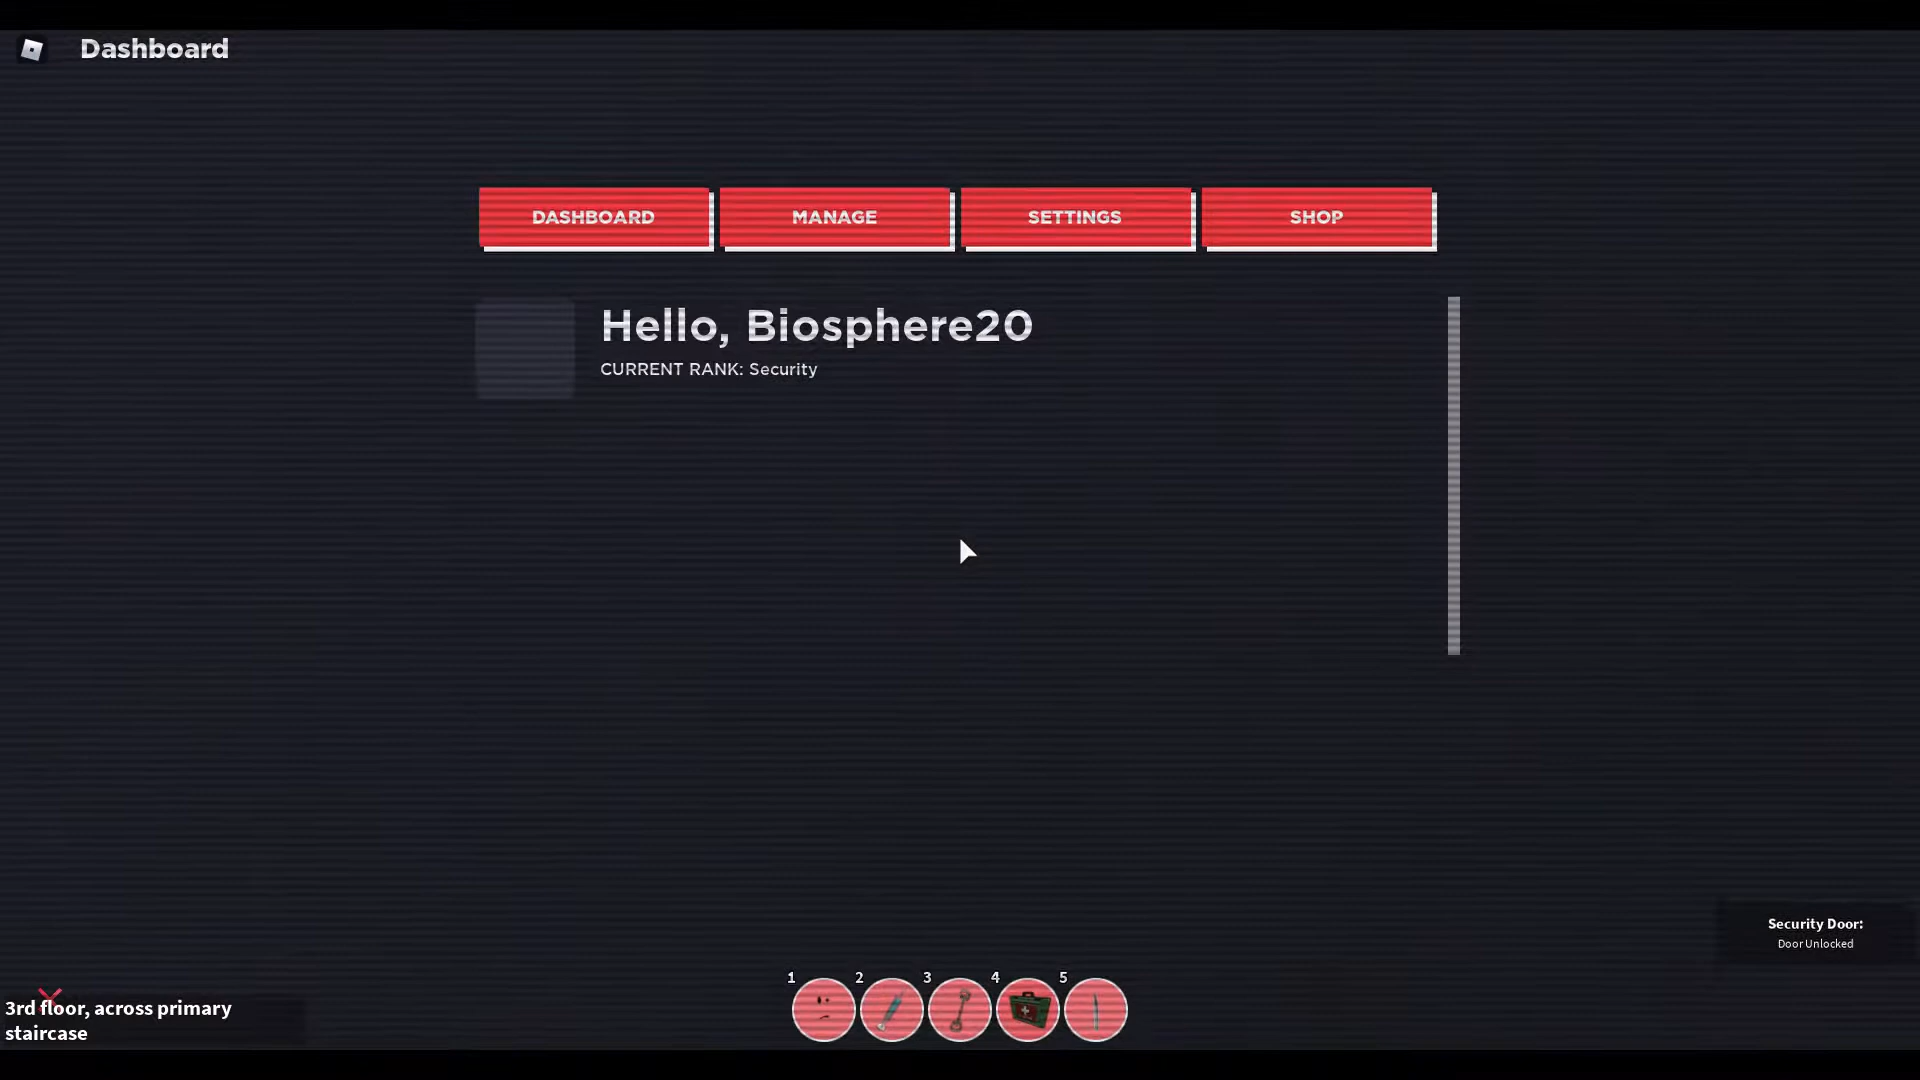 Dashboard
DASHBOARD
MANAGE
SETTINGS
SHOP
Hello, Biosphere20
CURRENT RANK: Security
Security Door:
Door Unlocked
3rd floor, across primary
staircase
1
2
3
4
5